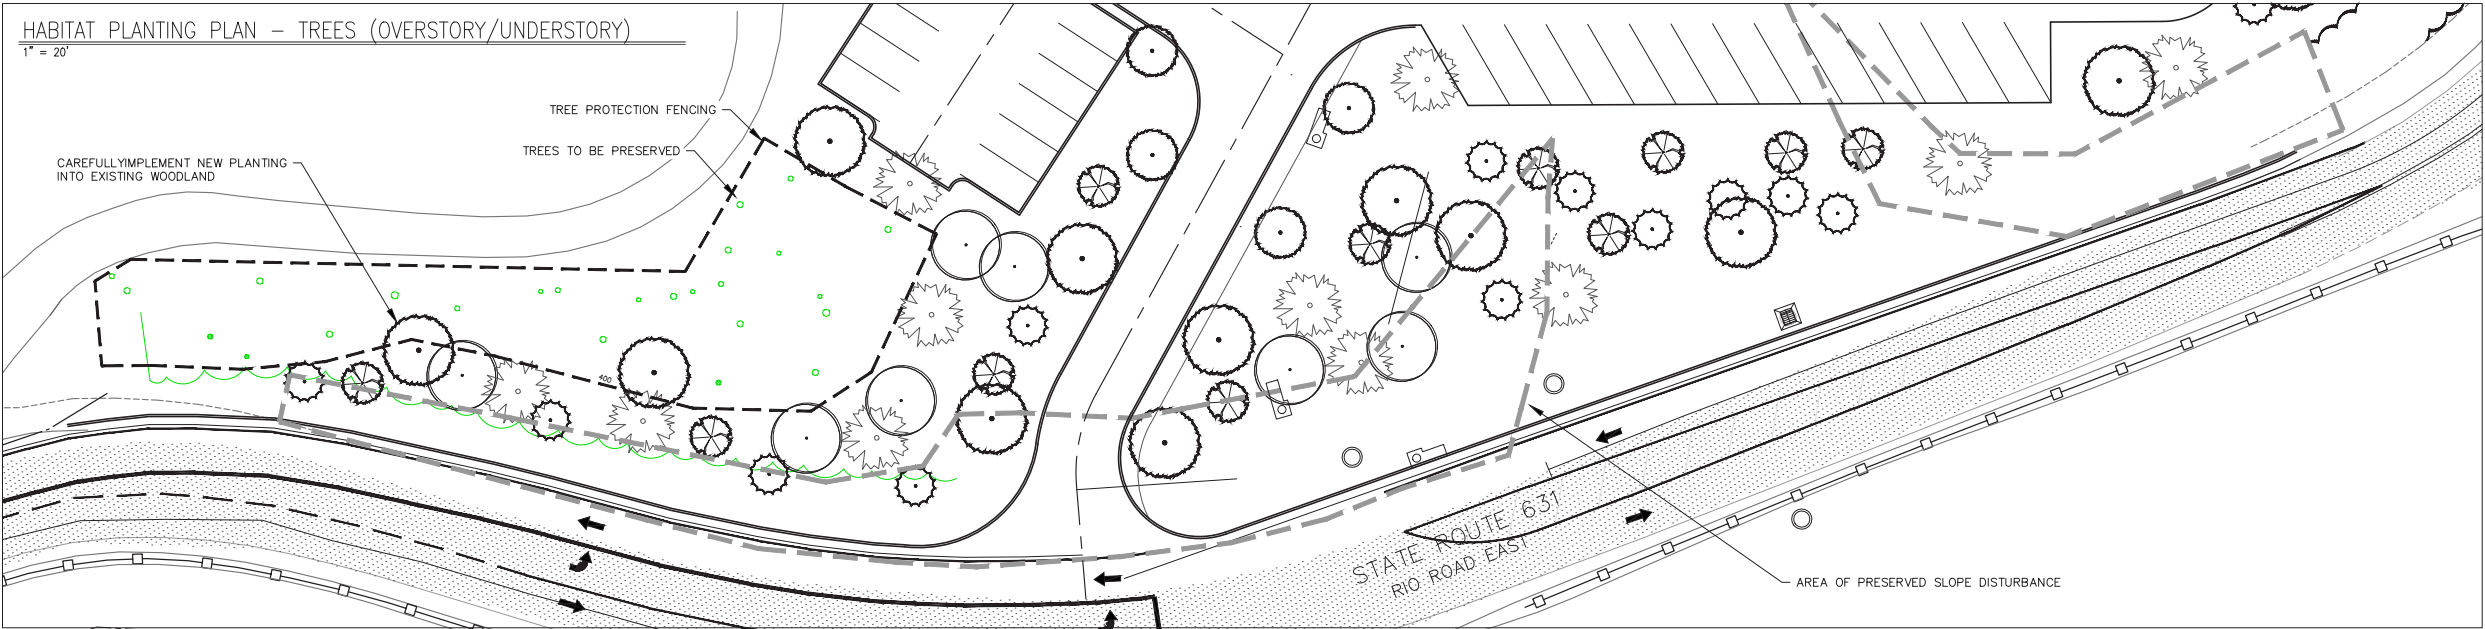 HABITAT PLANTING PLAN – TREES (OVERSTORY/UNDERSTORY)
1" = 20'
TREE PROTECTION FENCING
TREES TO BE PRESERVED
CAREFULLYIMPLEMENT NEW PLANTING
INTO EXISTING WOODLAND
400
STATE ROUTE 631
RIO ROAD EAST
AREA OF PRESERVED SLOPE DISTURBANCE